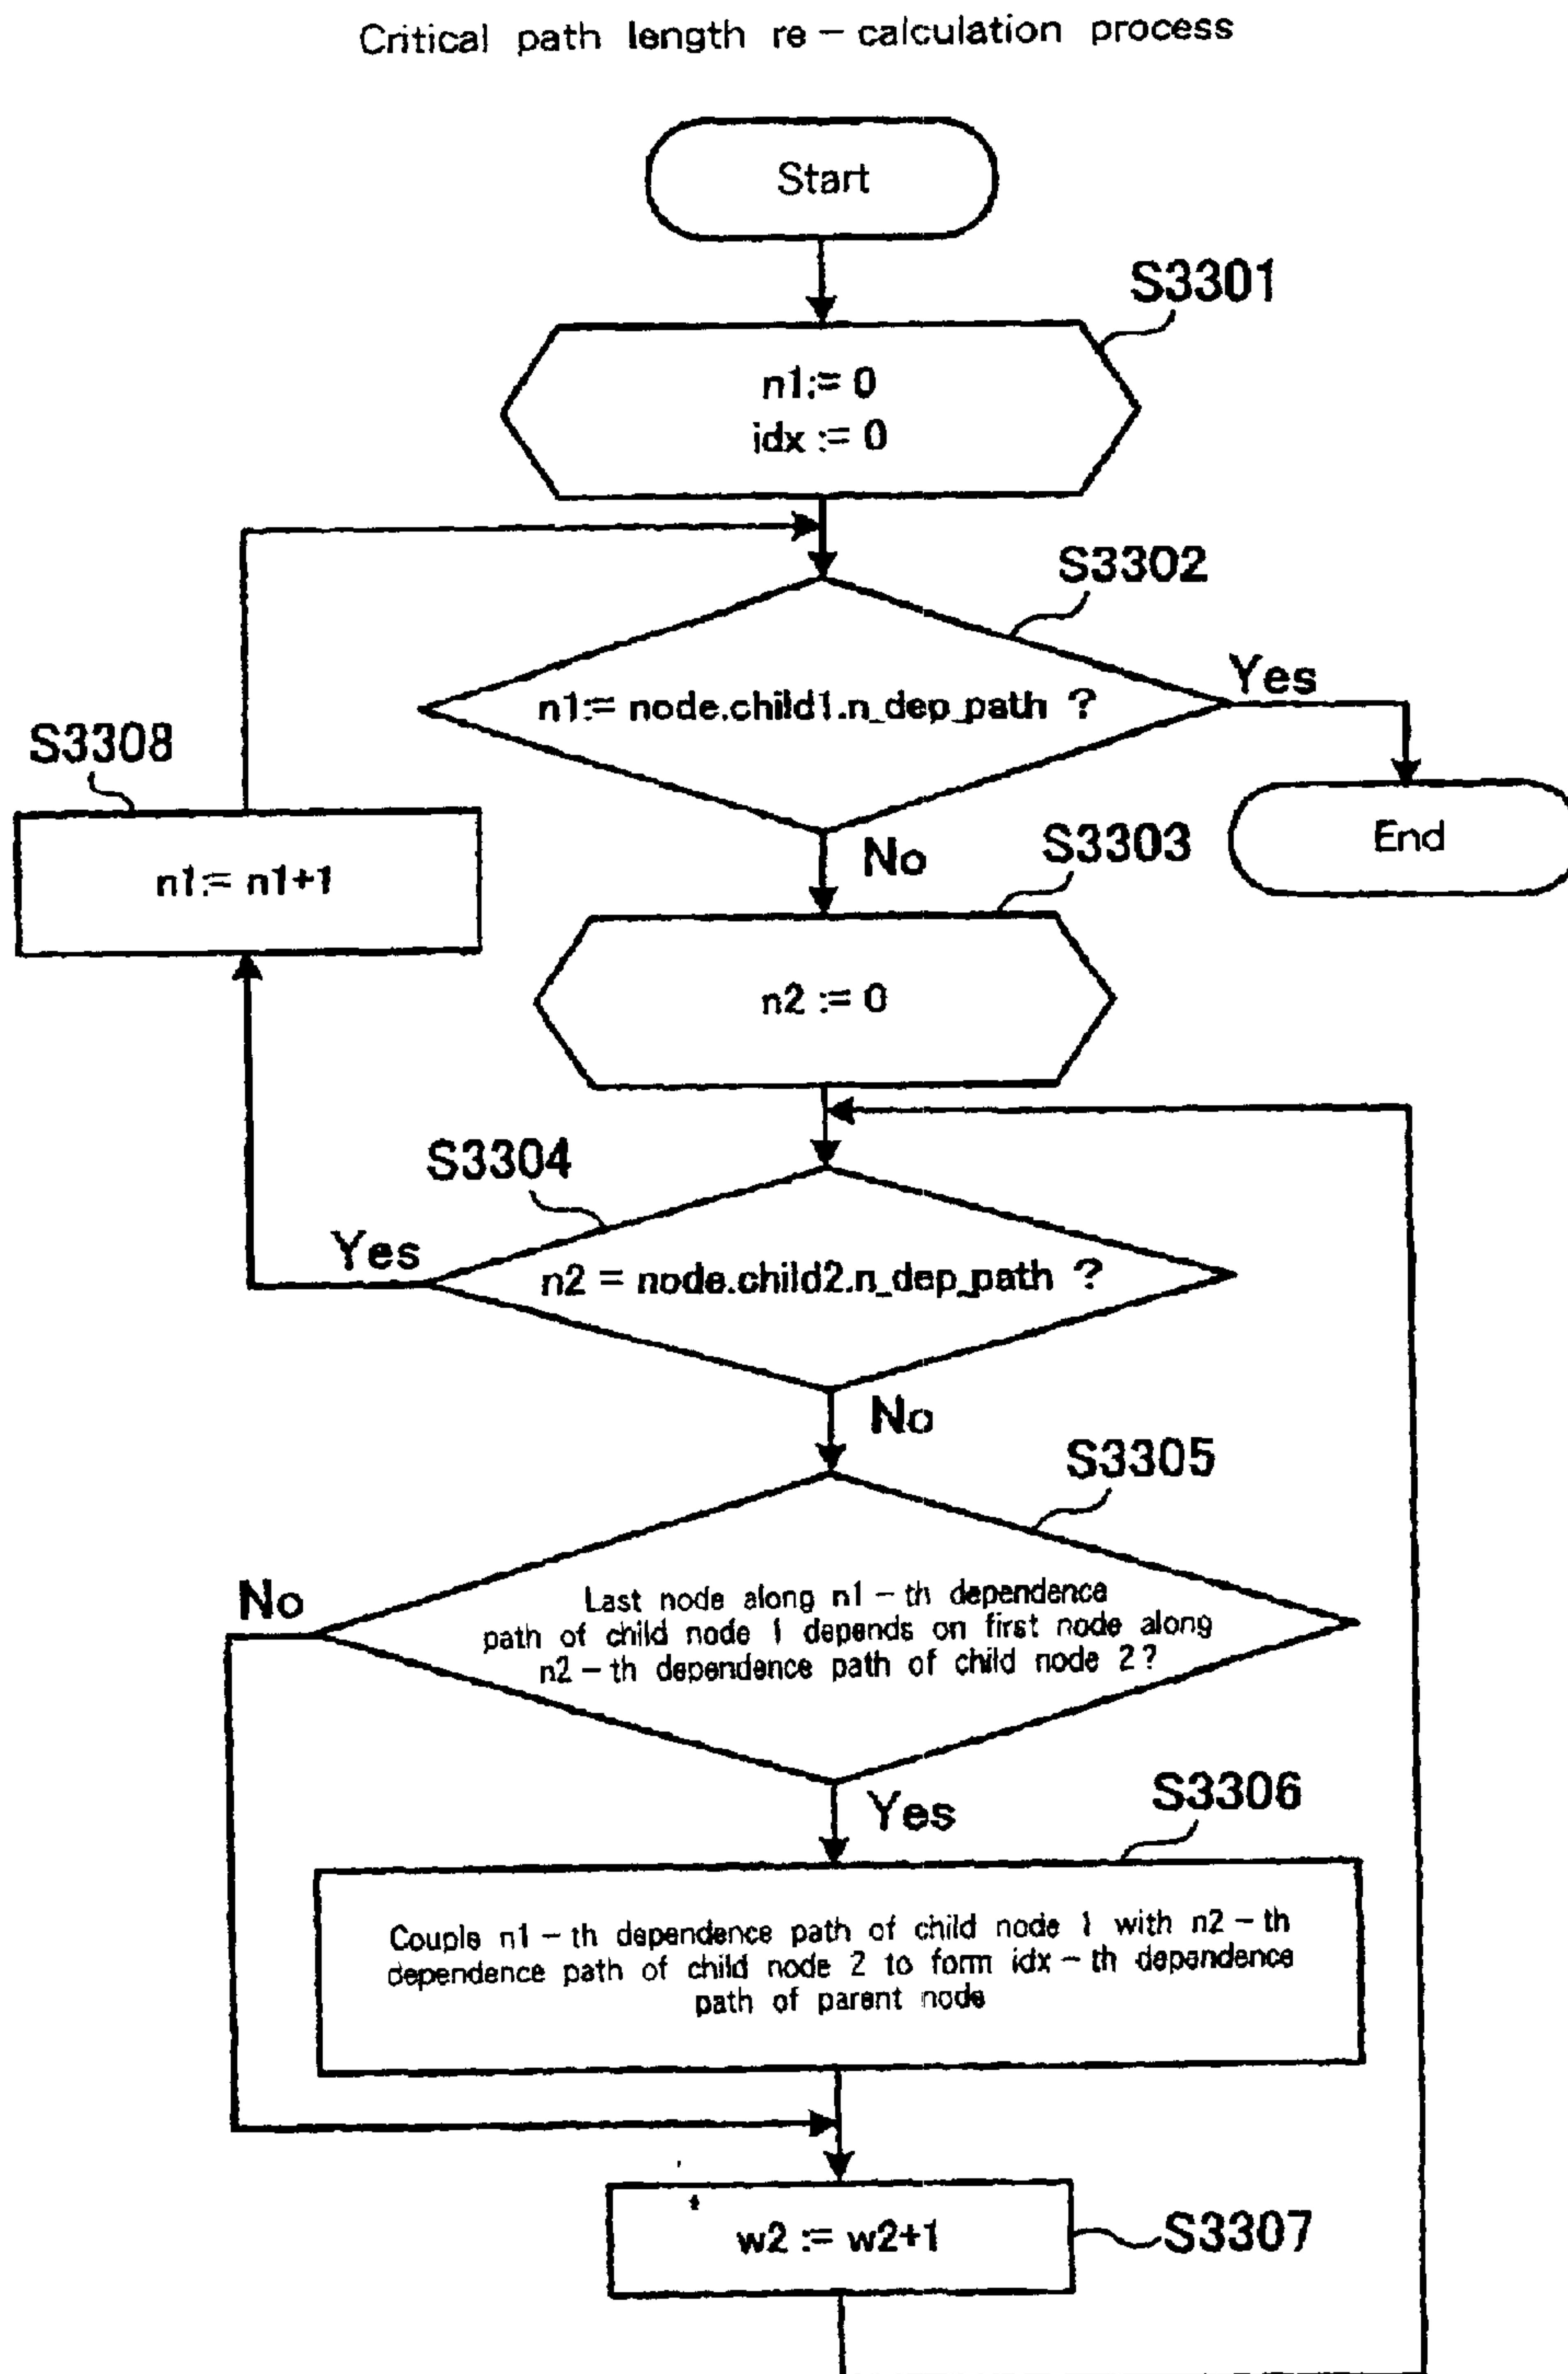 Critical path length re – calculation process
Start
S3301
n1:= 0
idx := 0
S3302
n1:= node.child1.n_dep_path ?
Yes
S3308
End
n1:= n1+1
No
S3303
n2 := 0
S3304
Yes
n2 = node.child2.n_dep_path ?
No
S3305
No
Last node along n1 – th dependence
path of child node 1 depends on first node along
n2 – th dependence path of child node 2?
Yes
S3306
Couple n1 – th dependence path of child node 1 with n2 – th
dependence path of child node 2 to form idx – th dependence
path of parent node
w2 := w2+1
S3307